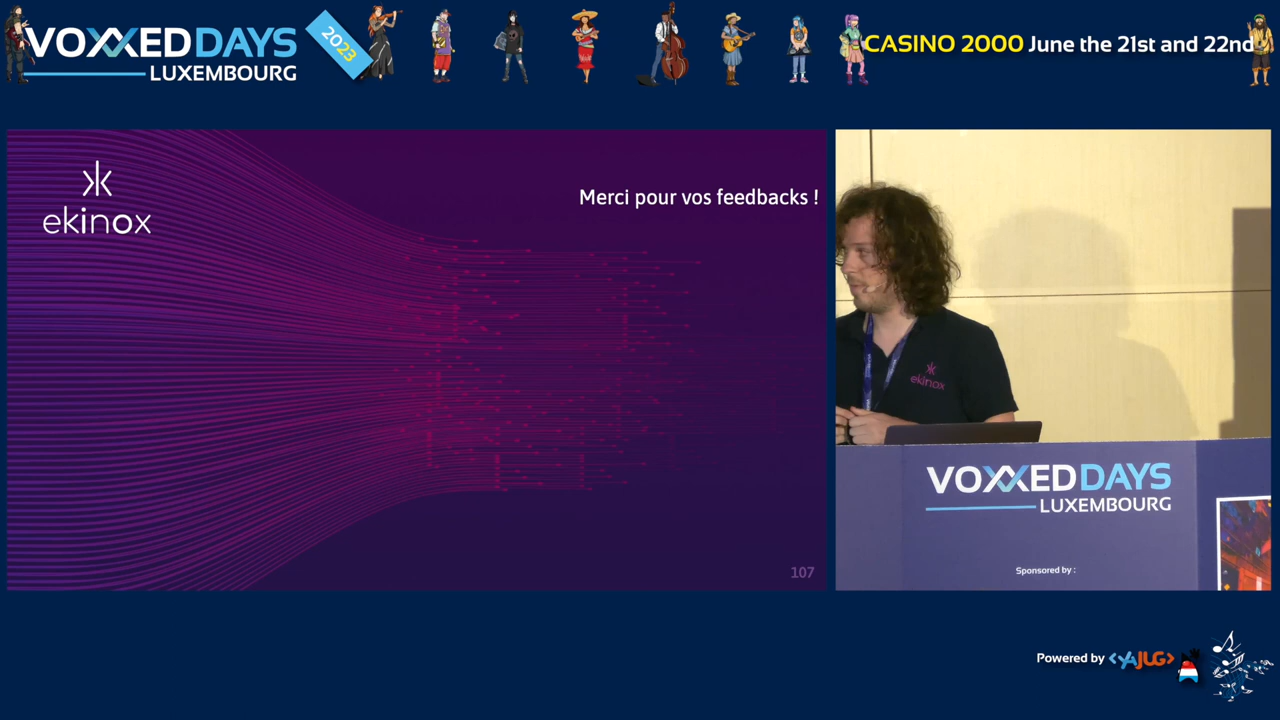 VOXXED DAYS
LUXEMBOURG
2023
CASINO 2000 June the 21st and 22nd
ekinox
Merci pour vos feedbacks !
107
ekinox
VOXXED DAYS
LUXEMBOURG
Sponsored by :
Powered by <YAJUG>